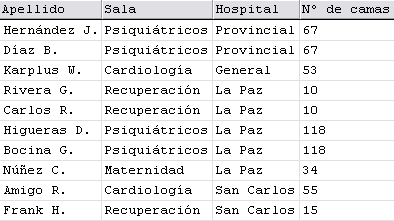 Apellido Sala Hospital Nº de camas
Hernández J. Psiquiátricos Provincial 67
Díaz B. Psiquiátricos Provincial 67
Karplus W. Cardiología General 53
Rivera G. Recuperación La Paz 10
Carlos R. Recuperación La Paz 10
Higueras D. Psiquiátricos La Paz 118
Bocina G. Psiquiátricos La Paz 118
Núñez C. Maternidad La Paz 34
Amigo R. Cardiología San Carlos 55
Frank H. Recuperación San Carlos 15